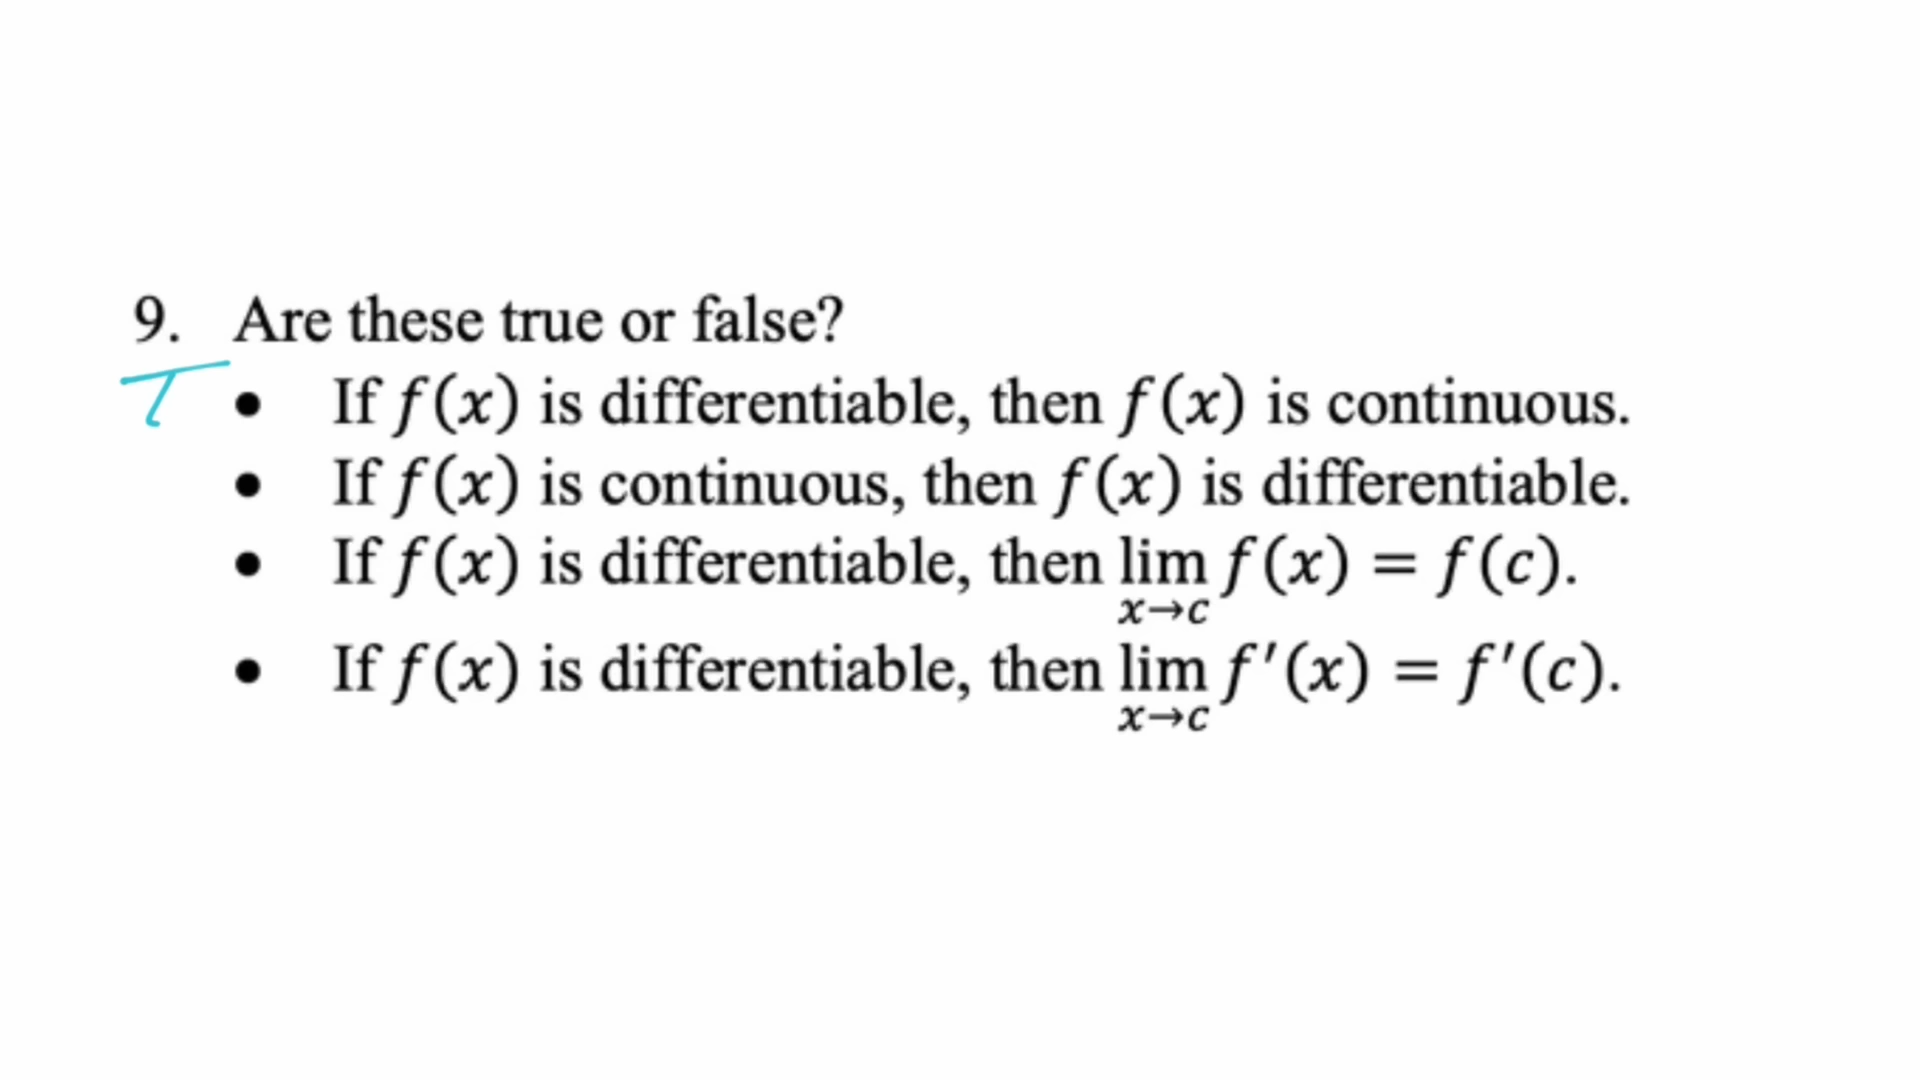 9. Are these true or false?
T • If f(x) is differentiable, then f(x) is continuous.
• If f(x) is continuous, then f(x) is differentiable.
• If f(x) is differentiable, then lim x→c f(x) = f(c).
• If f(x) is differentiable, then lim x→c f′(x) = f′(c).